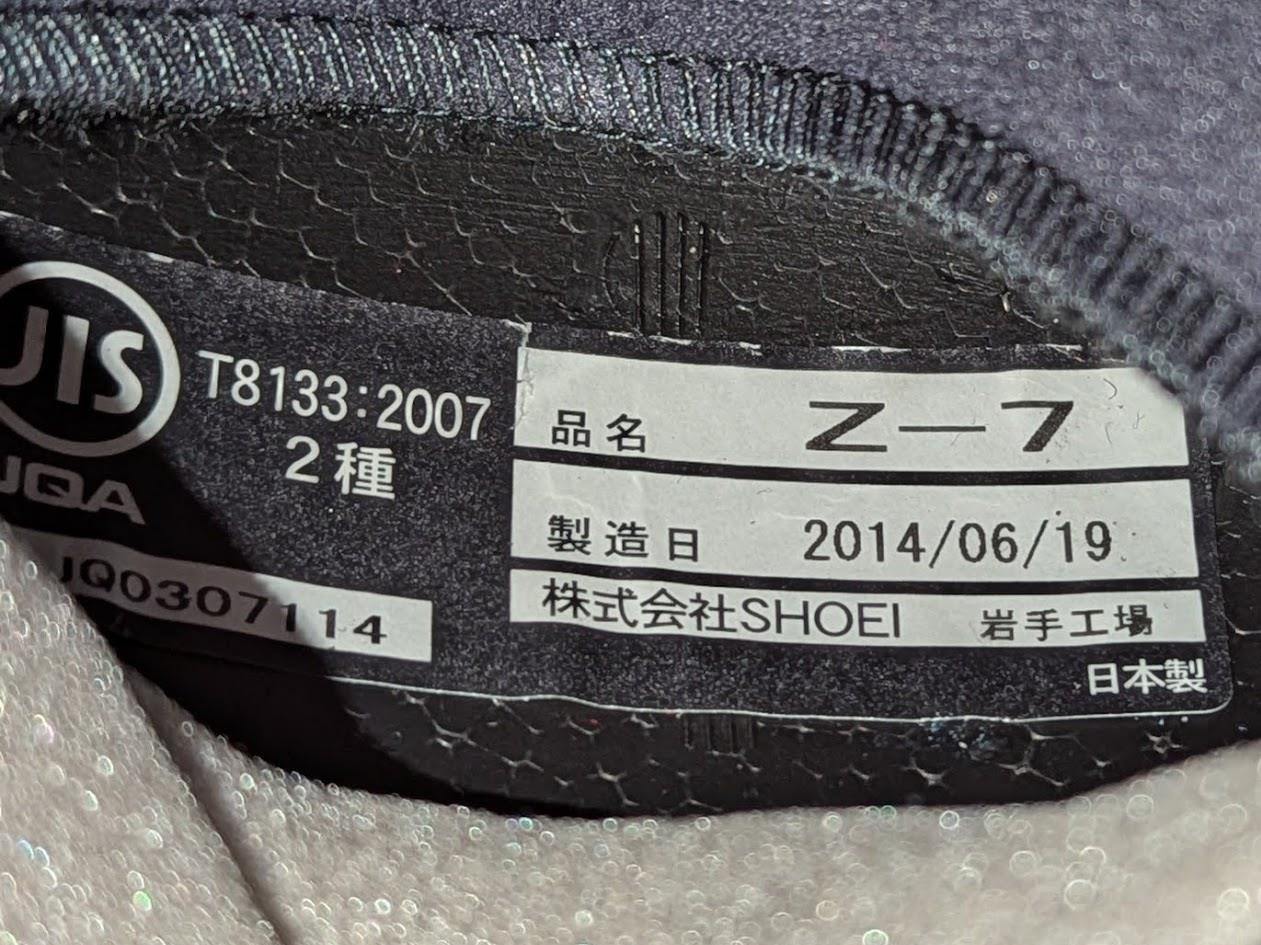 JIS
T8133:2007
2種
JQA
JQ0307114
品名 Z-7
製造日 2014/06/19
株式会社SHOEI 岩手工場
日本製